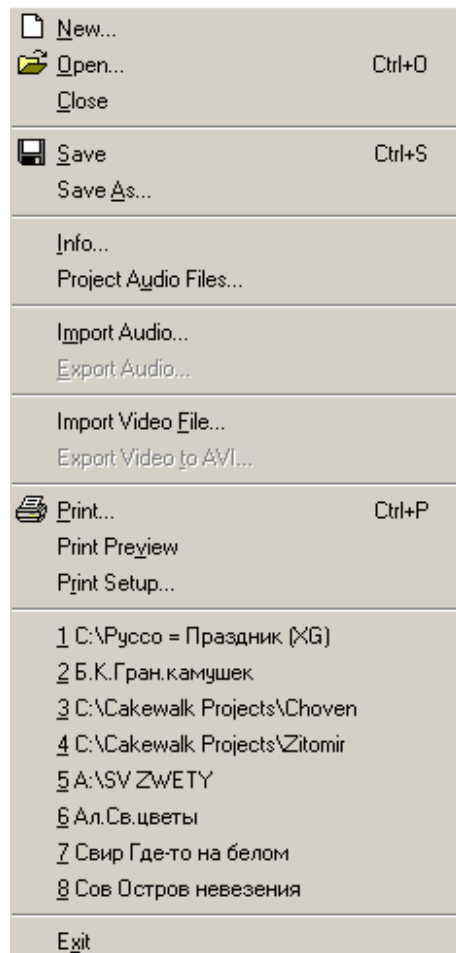 New...
Open... Ctrl+O
Close
Save Ctrl+S
Save As...
Info...
Project Audio Files...
Import Audio...
Export Audio...
Import Video File...
Export Video to AVI...
Print... Ctrl+P
Print Preview
Print Setup...
1 C:\Руссо = Праздник (XG)
2 Б.К.Гран.камушек
3 C:\Cakewalk Projects\Choven
4 C:\Cakewalk Projects\Zitomir
5 A:\SV ZWETY
6 Ал.Св.цветы
7 Свир Где-то на белом
8 Сов Остров невезения
Exit